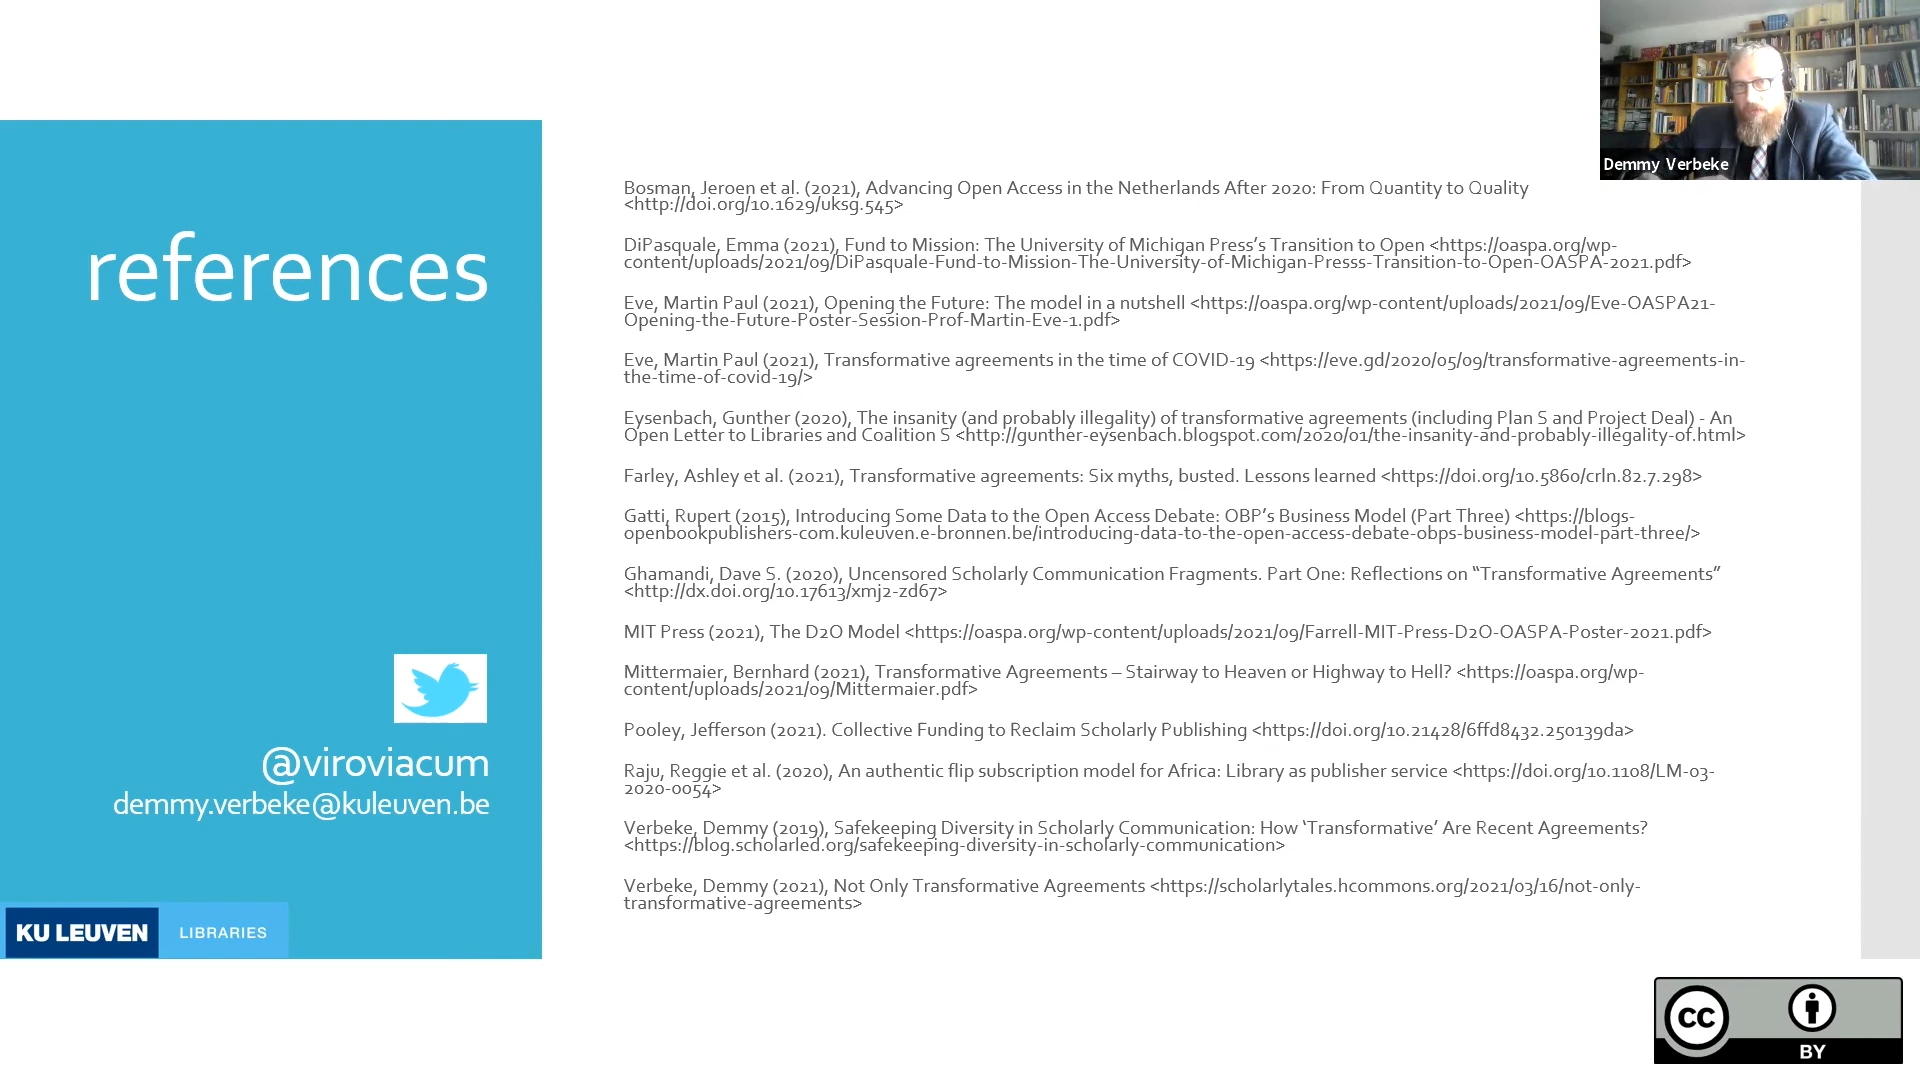 Demmy Verbeke
references
Bosman, Jeroen et al. (2021), Advancing Open Access in the Netherlands After 2020: From Quantity to Quality
<http://doi.org/10.1629/uksg.545>
DiPasquale, Emma (2021), Fund to Mission: The University of Michigan Press’s Transition to Open <https://oaspa.org/wp-
content/uploads/2021/09/DiPasquale-Fund-to-Mission-The-University-of-Michigan-Presss-Transition-to-Open-OASPA-2021.pdf>
Eve, Martin Paul (2021), Opening the Future: The model in a nutshell <https://oaspa.org/wp-content/uploads/2021/09/Eve-OASPA21-
Opening-the-Future-Poster-Session-Prof-Martin-Eve-1.pdf>
Eve, Martin Paul (2021), Transformative agreements in the time of COVID-19 <https://eve.gd/2020/05/09/transformative-agreements-in-
the-time-of-covid-19/>
Eysenbach, Gunther (2020), The insanity (and probably illegality) of transformative agreements (including Plan S and Project Deal) - An
Open Letter to Libraries and Coalition S <http://gunther-eysenbach.blogspot.com/2020/01/the-insanity-and-probably-illegality-of.html>
Farley, Ashley et al. (2021), Transformative agreements: Six myths, busted. Lessons learned <https://doi.org/10.5860/crln.82.7.298>
Gatti, Rupert (2015), Introducing Some Data to the Open Access Debate: OBP’s Business Model (Part Three) <https://blogs-
openbookpublishers-com.kuleuven.e-bronnen.be/introducing-data-to-the-open-access-debate-obps-business-model-part-three/>
Ghamandi, Dave S. (2020), Uncensored Scholarly Communication Fragments. Part One: Reflections on “Transformative Agreements”
<http://dx.doi.org/10.17613/xmj2-zd67>
MIT Press (2021), The D2O Model <https://oaspa.org/wp-content/uploads/2021/09/Farrell-MIT-Press-D2O-OASPA-Poster-2021.pdf>
Mittermaier, Bernhard (2021), Transformative Agreements – Stairway to Heaven or Highway to Hell? <https://oaspa.org/wp-
content/uploads/2021/09/Mittermaier.pdf>
Pooley, Jefferson (2021). Collective Funding to Reclaim Scholarly Publishing <https://doi.org/10.21428/6ffd8432.250139da>
Raju, Reggie et al. (2020), An authentic flip subscription model for Africa: Library as publisher service <https://doi.org/10.1108/LM-03-
2020-0054>
Verbeke, Demmy (2019), Safekeeping Diversity in Scholarly Communication: How ‘Transformative’ Are Recent Agreements?
<https://blog.scholarled.org/safekeeping-diversity-in-scholarly-communication>
Verbeke, Demmy (2021), Not Only Transformative Agreements <https://scholarlytales.hcommons.org/2021/03/16/not-only-
transformative-agreements>
@viroviacum
demmy.verbeke@kuleuven.be
KU LEUVEN LIBRARIES
CC
BY